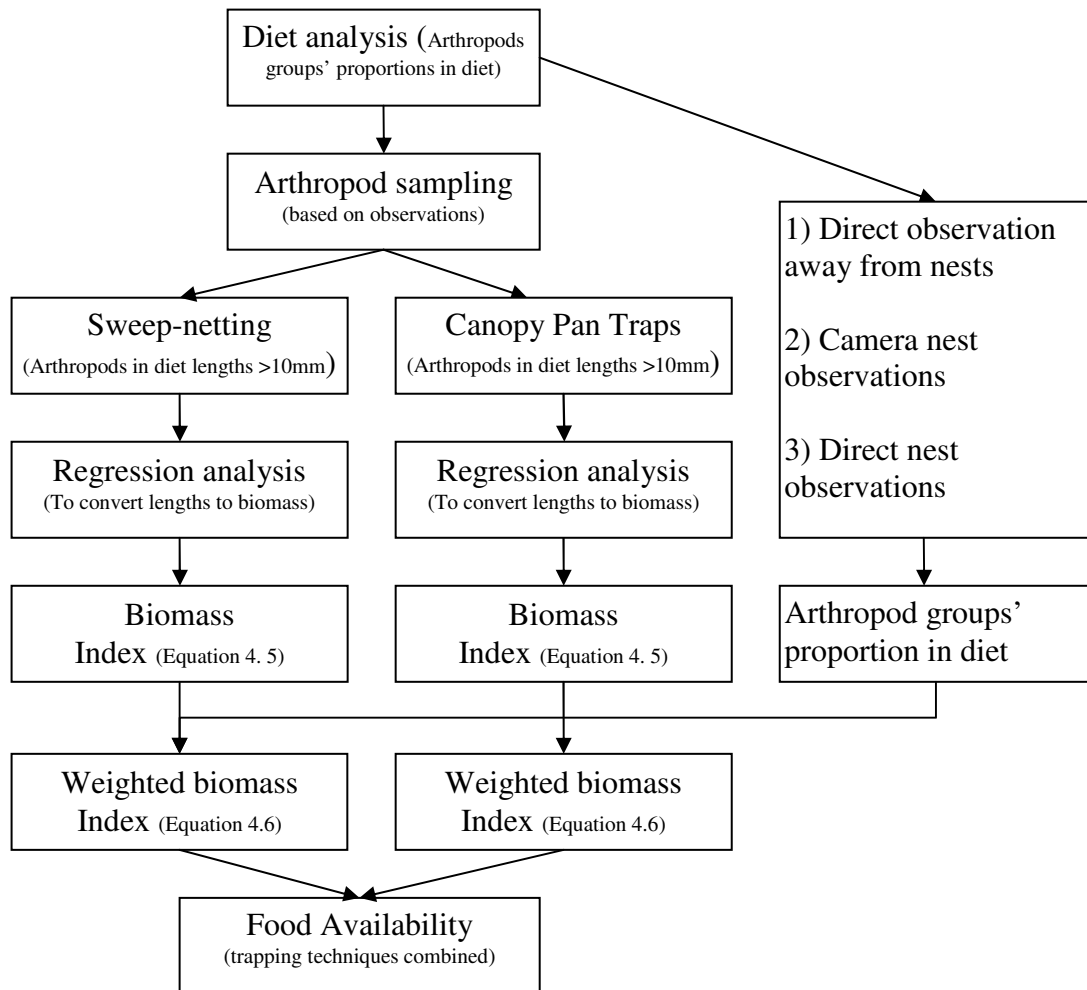 Diet analysis (Arthropods
groups’ proportions in diet)
Arthropod sampling
(based on observations)
1) Direct observation
away from nests
2) Camera nest
observations
3) Direct nest
observations
Sweep-netting
(Arthropods in diet lengths >10mm)
Canopy Pan Traps
(Arthropods in diet lengths >10mm)
Regression analysis
(To convert lengths to biomass)
Regression analysis
(To convert lengths to biomass)
Biomass
Index (Equation 4. 5)
Biomass
Index (Equation 4. 5)
Arthropod groups’
proportion in diet
Weighted biomass
Index (Equation 4.6)
Weighted biomass
Index (Equation 4.6)
Food Availability
(trapping techniques combined)